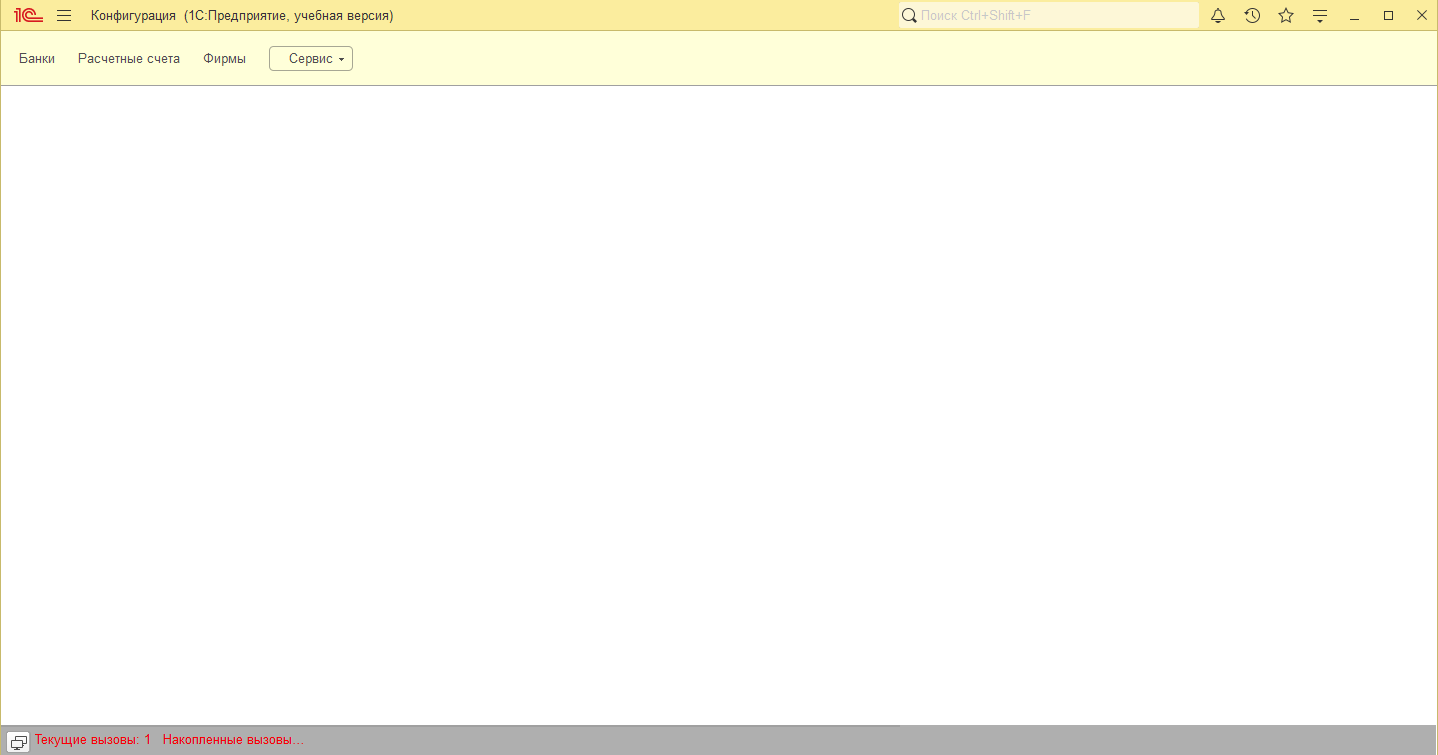 1С Конфигурация (1С:Предприятие, учебная версия) Поиск Ctrl+Shift+F
Банки Расчетные счета Фирмы Сервис
Текущие вызовы: 1 Накопленные вызовы...